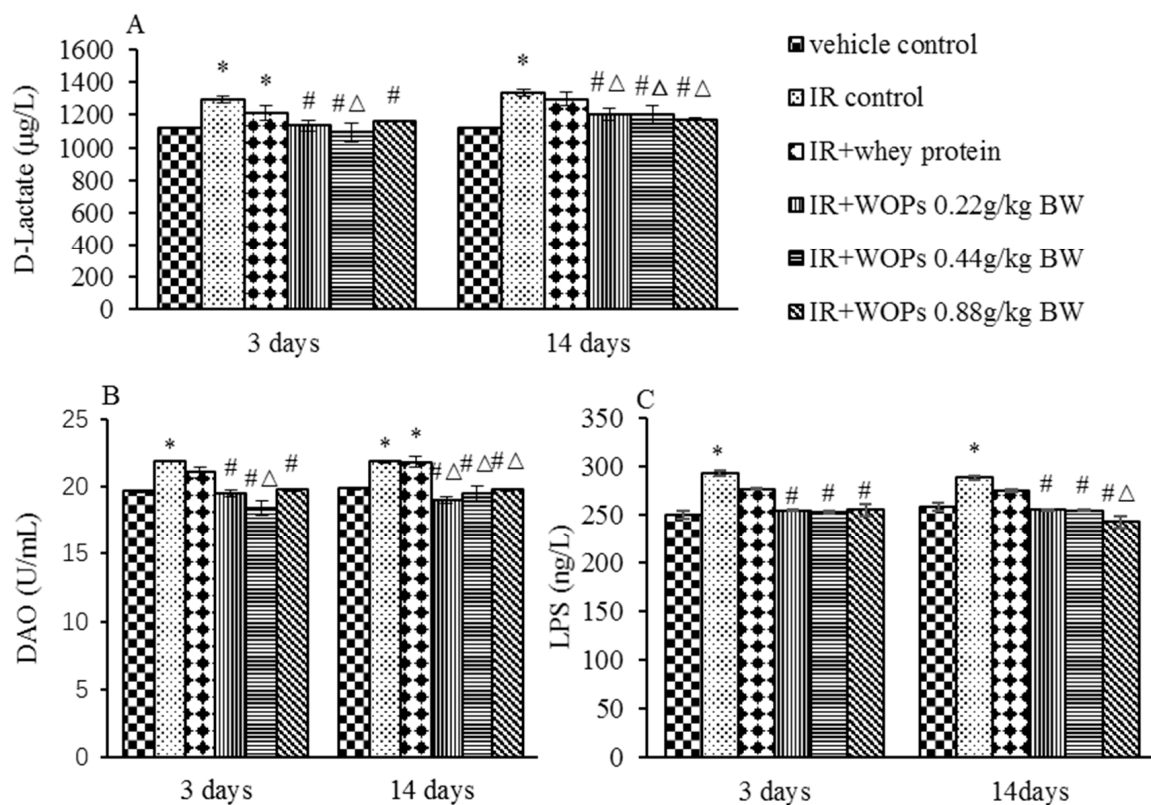 A
D-Lactate (µg/L)
1600
1400
1200
1000
800
600
400
200
0
* * # #△ #
* #△ #△ #△
3 days 14 days
vehicle control
IR control
IR+whey protein
IR+WOPs 0.22g/kg BW
IR+WOPs 0.44g/kg BW
IR+WOPs 0.88g/kg BW
B
DAO (U/mL)
25
20
15
10
5
0
* # #△ #
* * #△ #△ #△
3 days 14 days
C
LPS (ng/L)
350
300
250
200
150
100
50
0
* # # #
* # # #△
3 days 14days